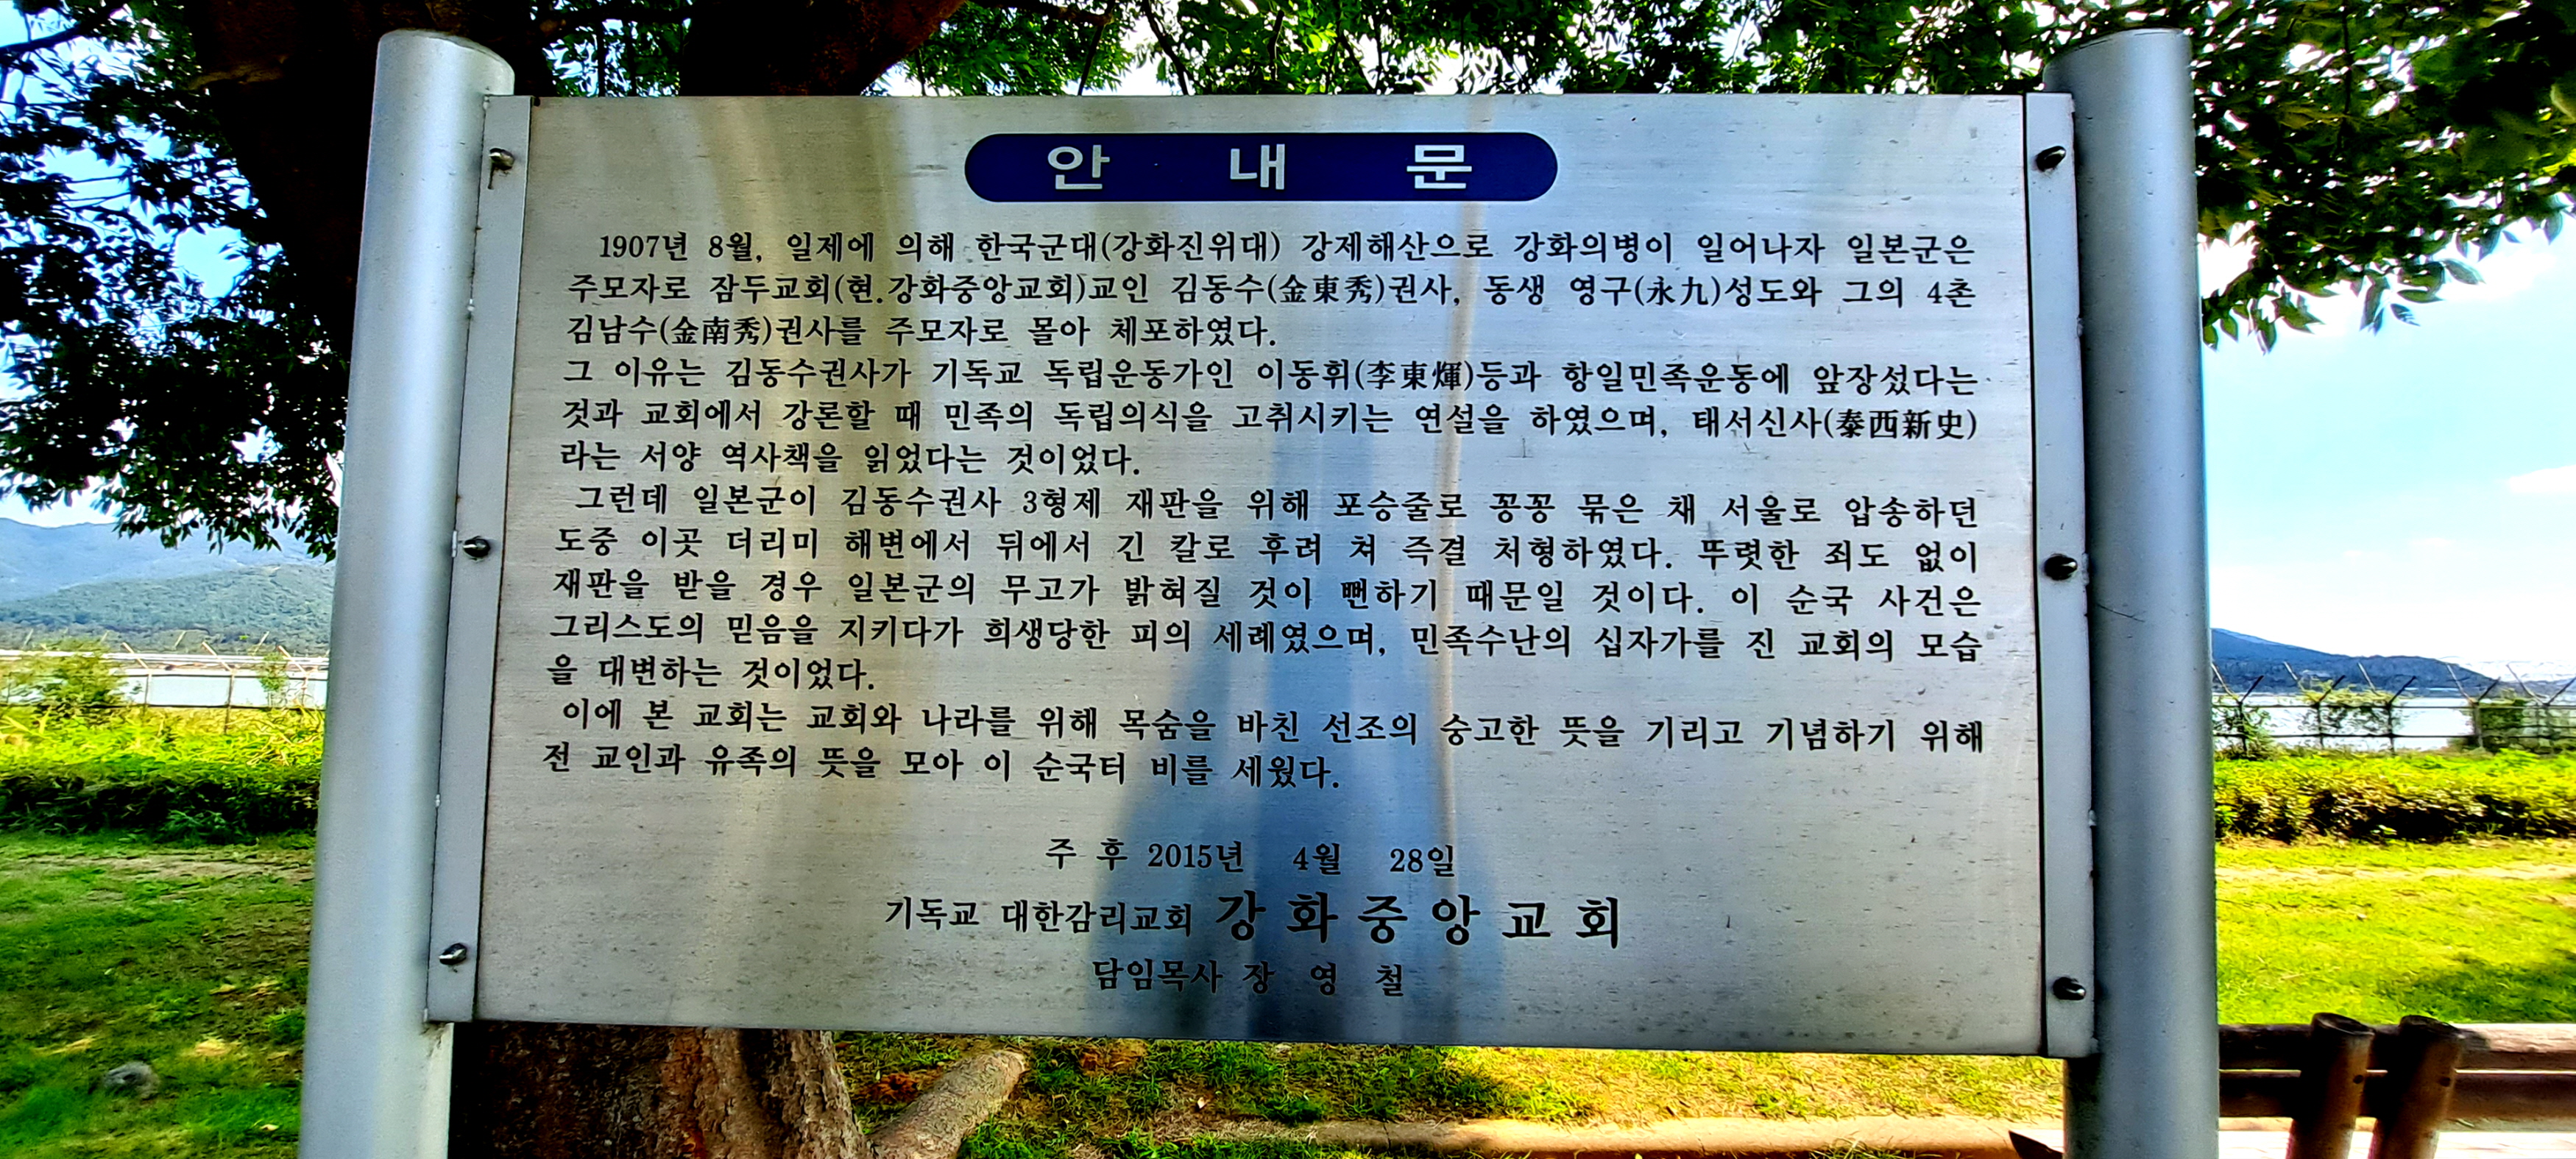 안 내 문
1907년 8월, 일제에 의해 한국군대(강화진위대) 강제해산으로 강화의병이 일어나자 일본군은
주모자로 잠두교회(현.강화중앙교회)교인 김동수(金東秀)권사, 동생 영구(永九)성도와 그의 4촌
김남수(金南秀)권사를 주모자로 몰아 체포하였다.
그 이유는 김동수권사가 기독교 독립운동가인 이동휘(李東煇)등과 항일민족운동에 앞장섰다는
것과 교회에서 강론할 때 민족의 독립의식을 고취시키는 연설을 하였으며, 태서신사(秦西新史)
라는 서양 역사책을 읽었다는 것이었다.
그런데 일본군이 김동수권사 3형제 재판을 위해 포승줄로 꽁꽁 묶은 채 서울로 압송하던
도중 이곳 더리미 해변에서 뒤에서 긴 칼로 후려 쳐 즉결 처형하였다. 뚜렷한 죄도 없이
재판을 받을 경우 일본군의 무고가 밝혀질 것이 뻔하기 때문일 것이다. 이 순국 사건은
그리스도의 믿음을 지키다가 희생당한 피의 세례였으며, 민족수난의 십자가를 진 교회의 모습
을 대변하는 것이었다.
이에 본 교회는 교회와 나라를 위해 목숨을 바친 선조의 숭고한 뜻을 기리고 기념하기 위해
전 교인과 유족의 뜻을 모아 이 순국터 비를 세웠다.
주 후 2015년 4월 28일
기독교 대한감리교회 강화중앙교회
담임목사 장 영 철